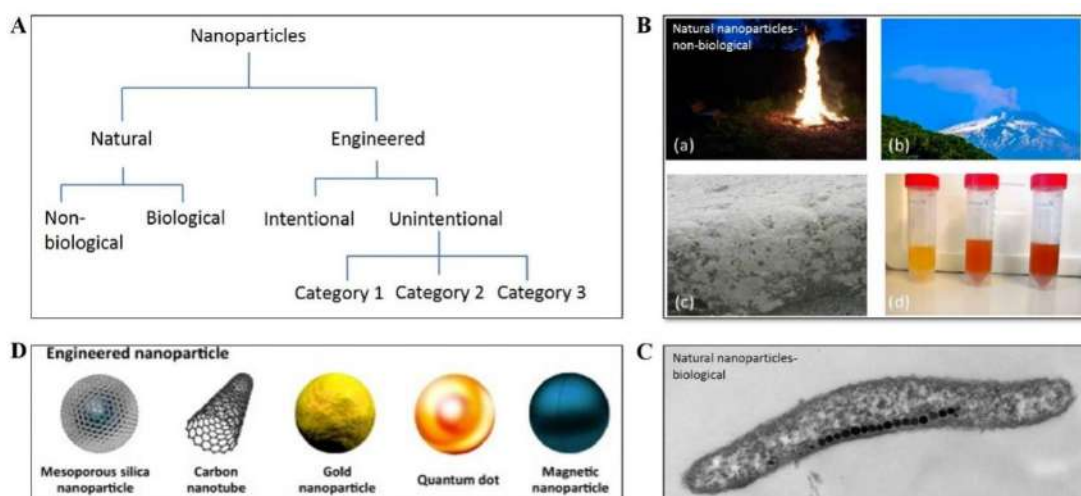 A
Nanoparticles
Natural
Engineered
Non-
biological
Biological
Intentional
Unintentional
Category 1
Category 2
Category 3
B
Natural nanoparticles-
non-biological
(a)
(b)
(c)
(d)
D
Engineered nanoparticle
Mesoporous silica
nanoparticle
Carbon
nanotube
Gold
nanoparticle
Quantum dot
Magnetic
nanoparticle
C
Natural nanoparticles-
biological